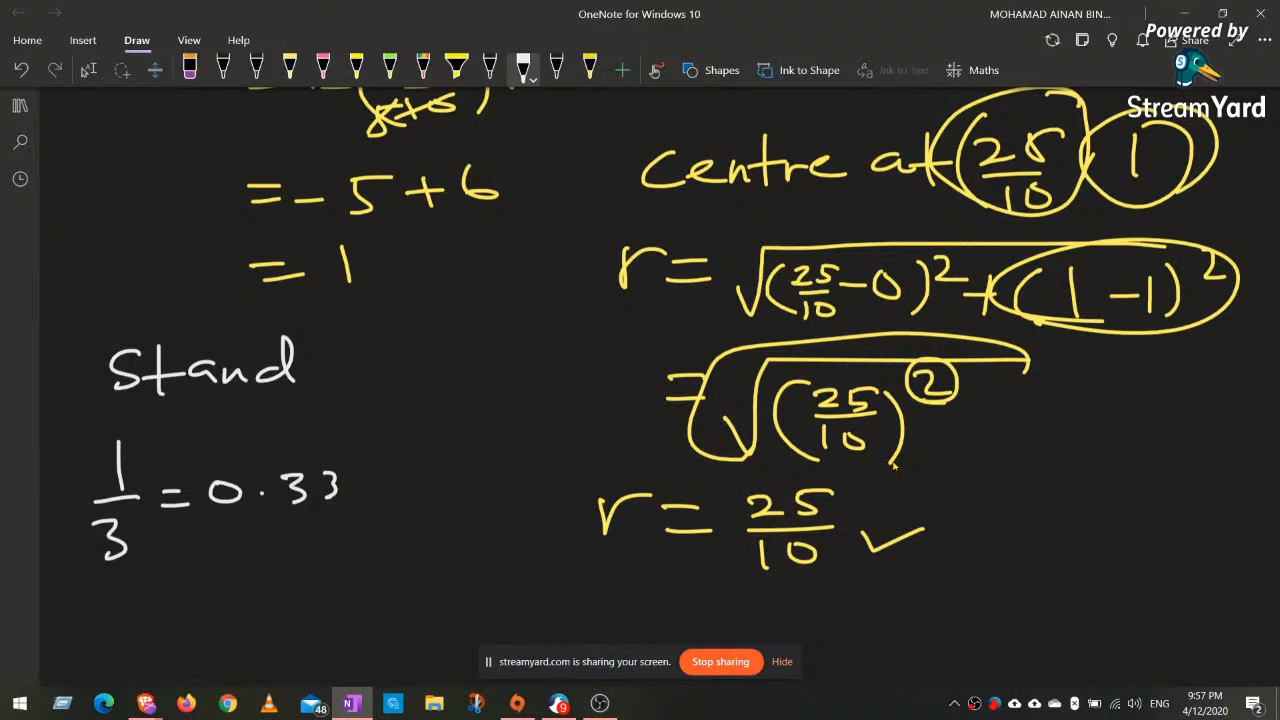 OneNote for Windows 10
MOHAMAD AINAN BIN...
Powered by
StreamYard
Home Insert Draw View Help
Share
Shapes Ink to Shape Ink to Text Maths
= - 5 + 6
= 1
Stand
1/3 = 0.33
centre at (25/10, 1)
r = √((25/10 - 0)² + (1 - 1)²)
= √((25/10)²)
r = 25/10 ✓
streamyard.com is sharing your screen. Stop sharing Hide
48
9
ENG
9:57 PM
4/12/2020